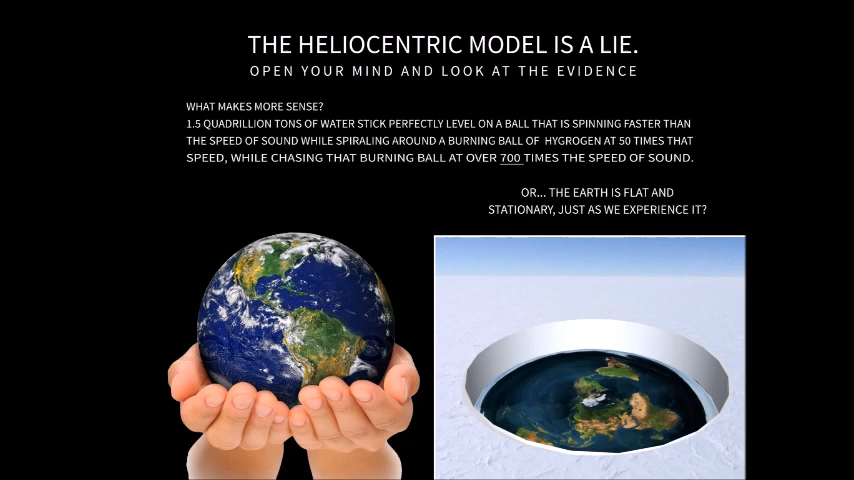 THE HELIOCENTRIC MODEL IS A LIE.
OPEN YOUR MIND AND LOOK AT THE EVIDENCE
WHAT MAKES MORE SENSE?
1.5 QUADRILLION TONS OF WATER STICK PERFECTLY LEVEL ON A BALL THAT IS SPINNING FASTER THAN
THE SPEED OF SOUND WHILE SPIRALING AROUND A BURNING BALL OF HYGROGEN AT 50 TIMES THAT
SPEED, WHILE CHASING THAT BURNING BALL AT OVER 700 TIMES THE SPEED OF SOUND.
OR... THE EARTH IS FLAT AND
STATIONARY, JUST AS WE EXPERIENCE IT?